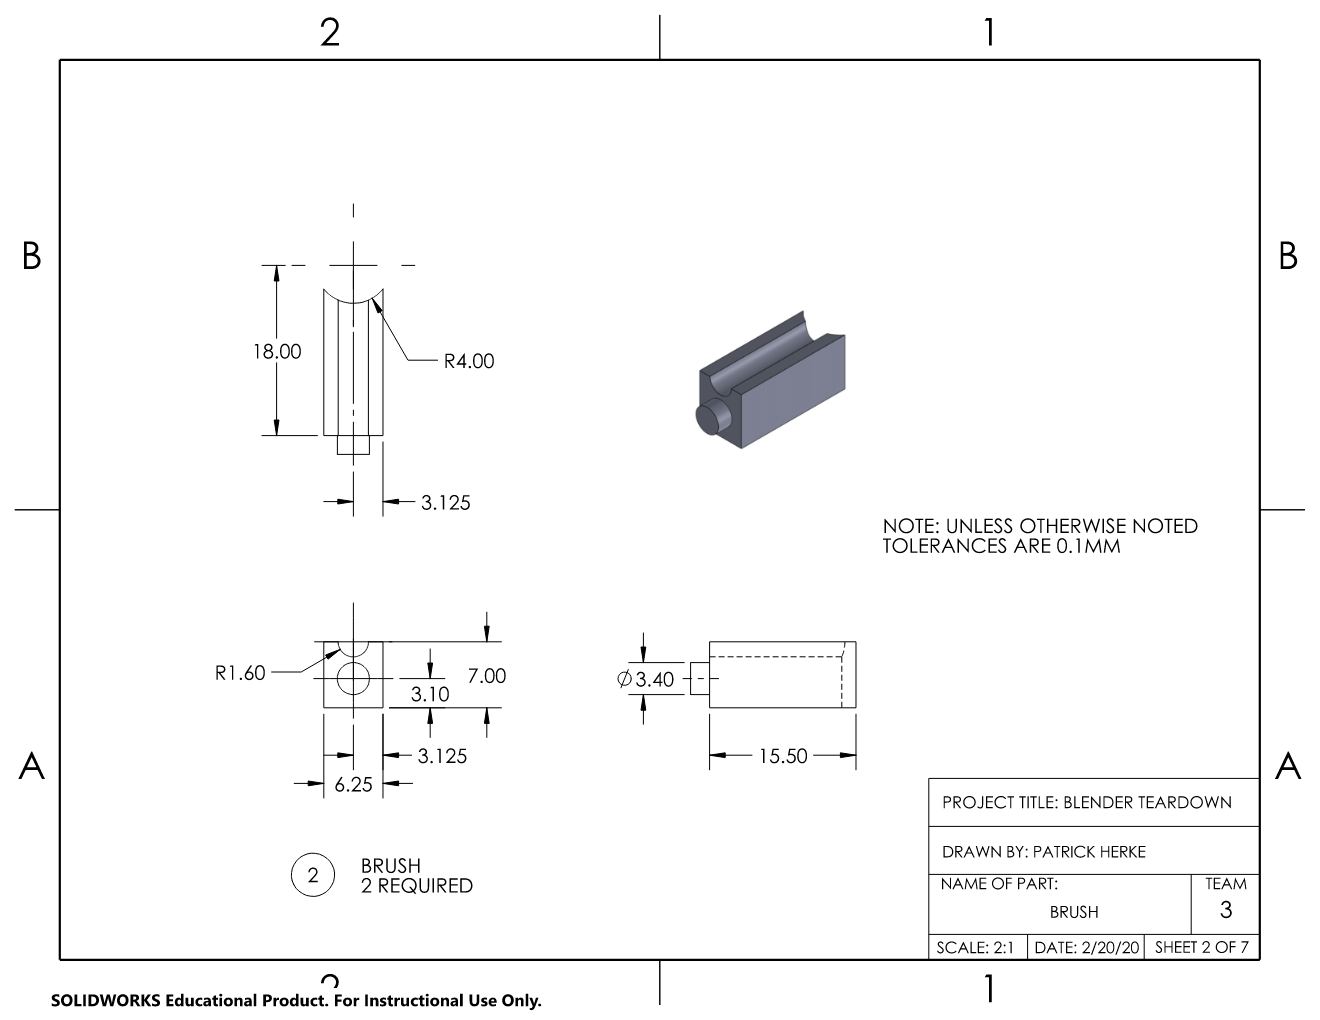 2 1
B B
18.00
R4.00
3.125
NOTE: UNLESS OTHERWISE NOTED
TOLERANCES ARE 0.1MM
R1.60
7.00
3.10
3.125
6.25
∅3.40
15.50
A A
2
BRUSH
2 REQUIRED
PROJECT TITLE: BLENDER TEARDOWN
DRAWN BY: PATRICK HERKE
NAME OF PART:
BRUSH
TEAM
3
SCALE: 2:1 DATE: 2/20/20 SHEET 2 OF 7
2 1
SOLIDWORKS Educational Product. For Instructional Use Only.